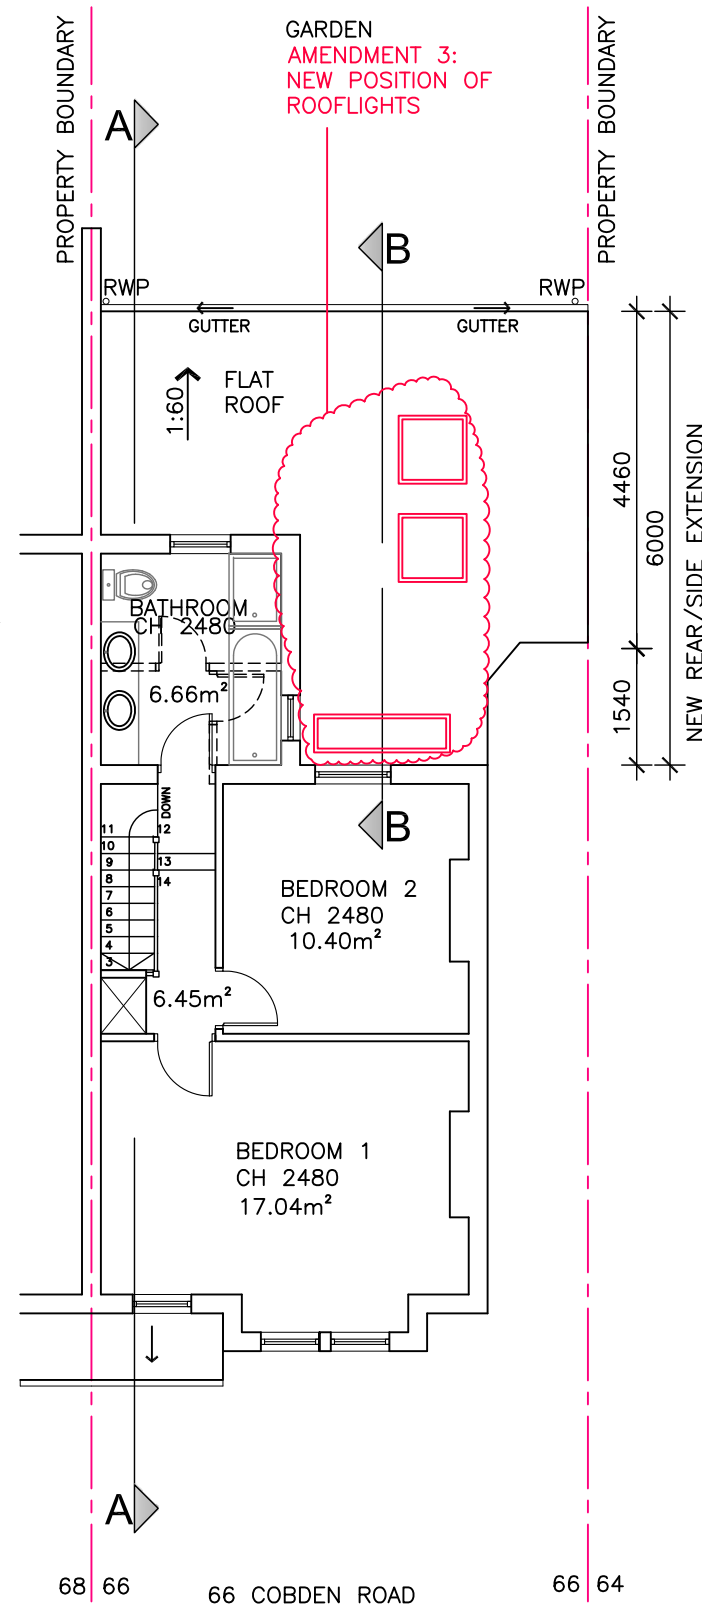 GARDEN
AMENDMENT 3:
NEW POSITION OF
ROOFLIGHTS
PROPERTY BOUNDARY
PROPERTY BOUNDARY
A
B
RWP
RWP
GUTTER
GUTTER
1:60
FLAT
ROOF
4460
6000
1540
NEW REAR/SIDE EXTENSION
BATHROOM
CH 2480
6.66m²
DOWN
11
12
10
9
13
8
14
7
6
5
4
3
B
BEDROOM 2
CH 2480
10.40m²
6.45m²
BEDROOM 1
CH 2480
17.04m²
A
68 66
66 COBDEN ROAD
66 64